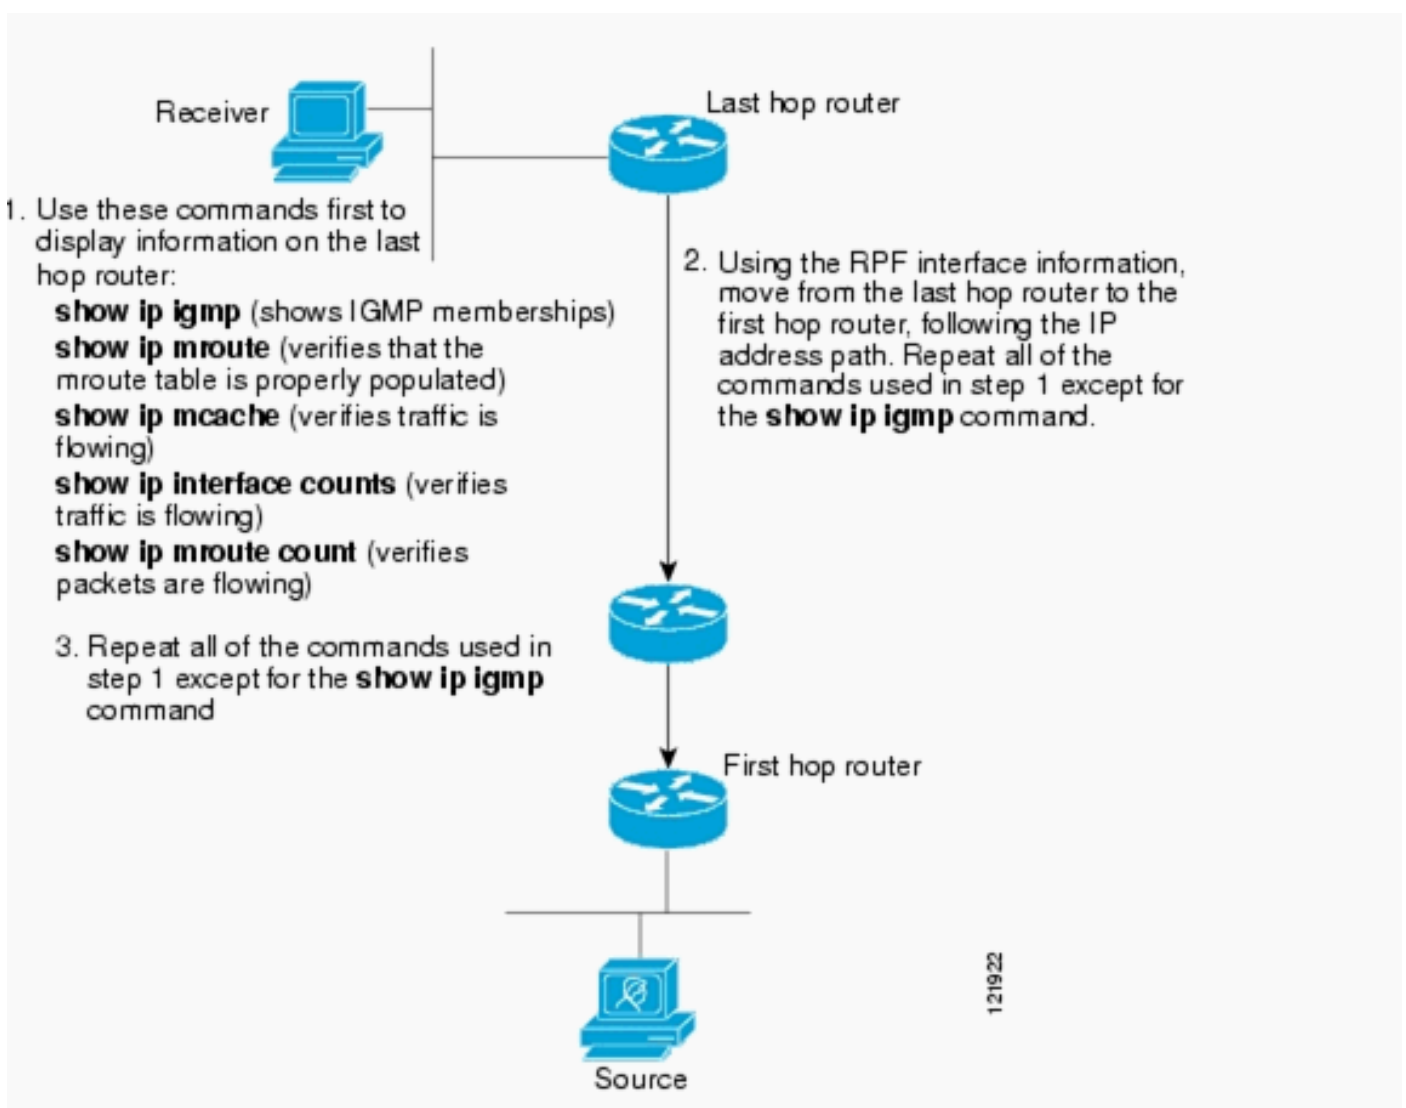 Receiver
Last hop router
1. Use these commands first to
display information on the last
hop router:
show ip igmp (shows IGMP memberships)
show ip mroute (verifies that the
mroute table is properly populated)
show ip mcache (verifies traffic is
flowing)
show ip interface counts (verifies
traffic is flowing)
show ip mroute count (verifies
packets are flowing)
2. Using the RPF interface information,
move from the last hop router to the
first hop router, following the IP
address path. Repeat all of the
commands used in step 1 except for
the show ip igmp command.
3. Repeat all of the commands used in
step 1 except for the show ip igmp
command
First hop router
121922
Source